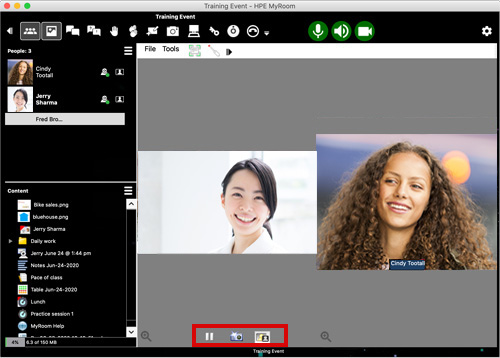 Training Event - HPE MyRoom
Training Event
People: 3
Cindy
Tootall
Jerry
Sharma
Fred Bro...
File Tools
Content
Bike sales.png
bluehouse.png
Jerry Sharma
Daily work
Jerry June 24 @ 1:44 pm
Notes Jun-24-2020
Pace of class
Table Jun-24-2020
Lunch
Practice session 1
MyRoom Help
4% 6.3 of 150 MB
Cindy Tootall
Training Event